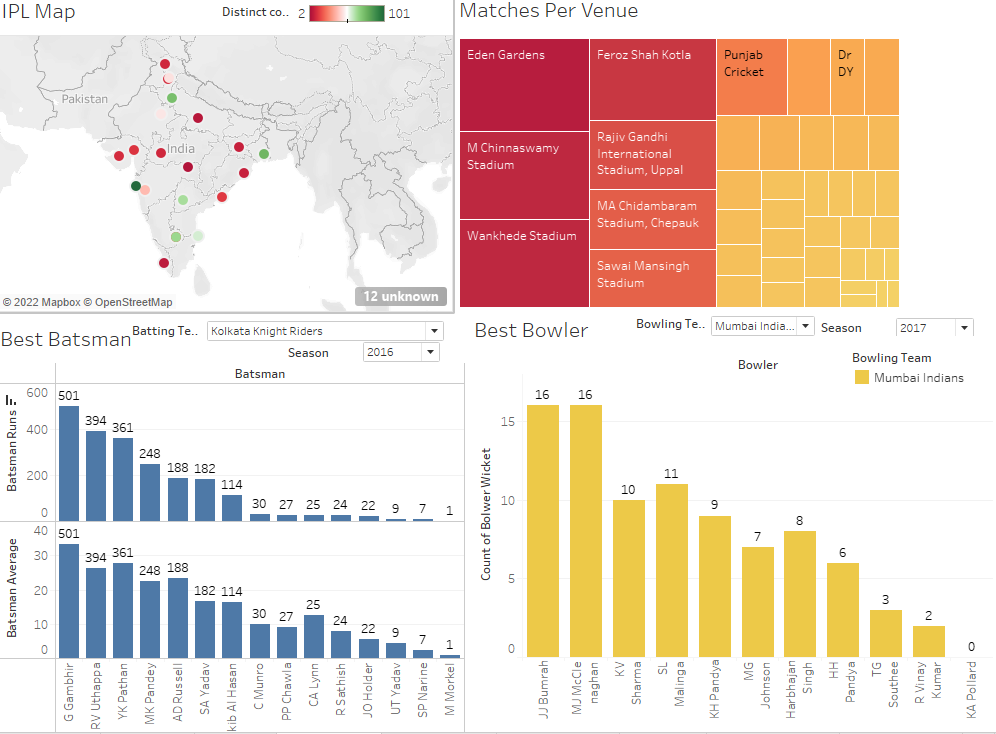 IPL Map
Distinct co.. 2 101
Pakistan
India
© 2022 Mapbox © OpenStreetMap
12 unknown
Matches Per Venue
Eden Gardens
M Chinnaswamy
Stadium
Wankhede Stadium
Feroz Shah Kotla
Rajiv Gandhi
International
Stadium, Uppal
MA Chidambaram
Stadium, Chepauk
Sawai Mansingh
Stadium
Punjab
Cricket
Dr
DY
Best Batsman
Batting Te.. Kolkata Knight Riders
Season 2016
Batsman
Batsman Runs
600
400
200
0
501 394 361 248 188 182 114 30 27 25 24 22 9 7 1
Batsman Average
40
30
20
10
0
501 394 361 248 188 182 114 30 27 25 24 22 9 7 1
G Gambhir
RV Uthappa
YK Pathan
MK Pandey
AD Russell
SA Yadav
kib Al Hasan
C Munro
PP Chawla
CA Lynn
R Sathish
JO Holder
UT Yadav
SP Narine
M Morkel
Best Bowler
Bowling Te.. Mumbai India...
Season 2017
Bowler
Bowling Team
Mumbai Indians
Count of Bolwer Wicket
15
10
5
0
16 16 10 11 9 7 8 6 3 2 0
JJ Bumrah
MJ McCle
naghan
KV
Sharma
SL
Malinga
KH Pandya
MG
Johnson
Harbhajan
Singh
HH
Pandya
TG
Southee
R Vinay
Kumar
KA Pollard